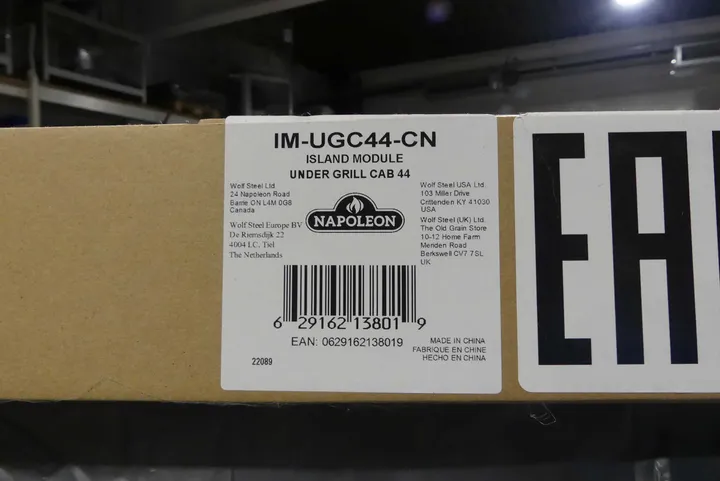 IM-UGC44-CN
ISLAND MODULE
UNDER GRILL CAB 44
Wolf Steel Ltd
24 Napoleon Road
Barrie ON L4M 0G8
Canada
Wolf Steel Europe BV
De Riemsdijk 22
4004 LC. Tiel
The Netherlands
NAPOLEON
Wolf Steel USA Ltd.
103 Miller Drive
Crittenden KY 41030
USA
Wolf Steel (UK) Ltd.
The Old Grain Store
10-12 Home Farm
Meriden Road
Berkswell CV7 7SL
UK
6 29162 13801 9
EAN: 0629162138019
22089
MADE IN CHINA
FABRIQUE EN CHINE
HECHO EN CHINA
EAC